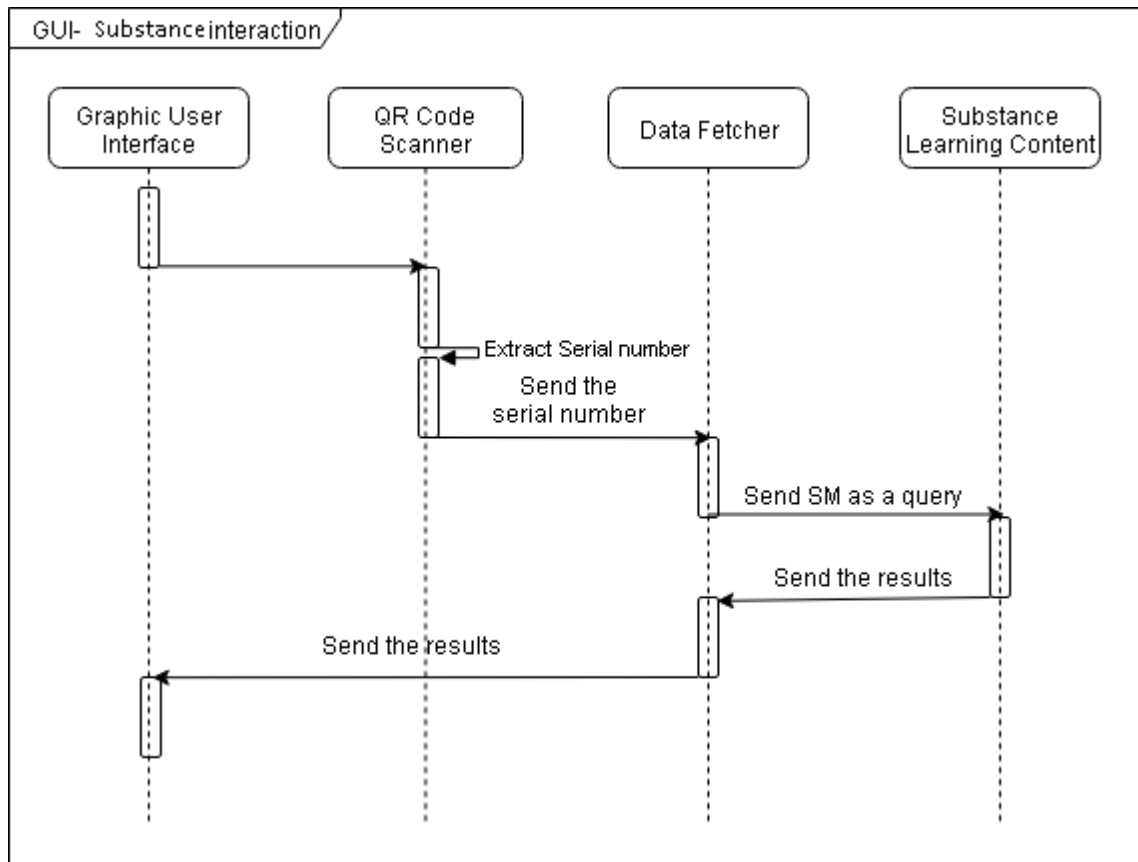 GUI- Substance interaction
Graphic User
Interface
QR Code
Scanner
Data Fetcher
Substance
Learning Content
Extract Serial number
Send the
serial number
Send SM as a query
Send the results
Send the results